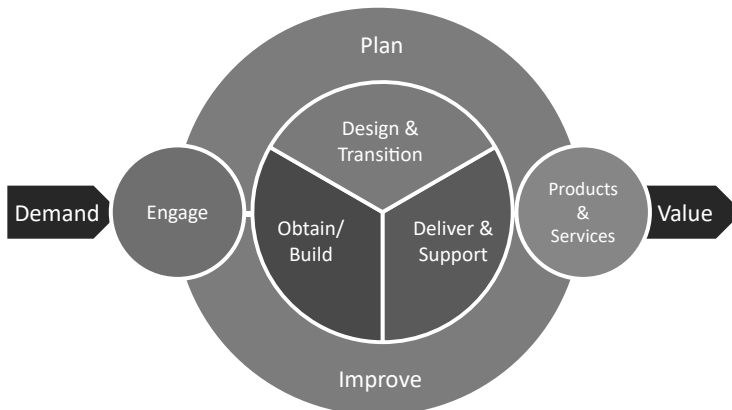 Plan
Design &
Transition
Demand
Engage
Obtain/
Build
Deliver &
Support
Products
&
Services
Value
Improve